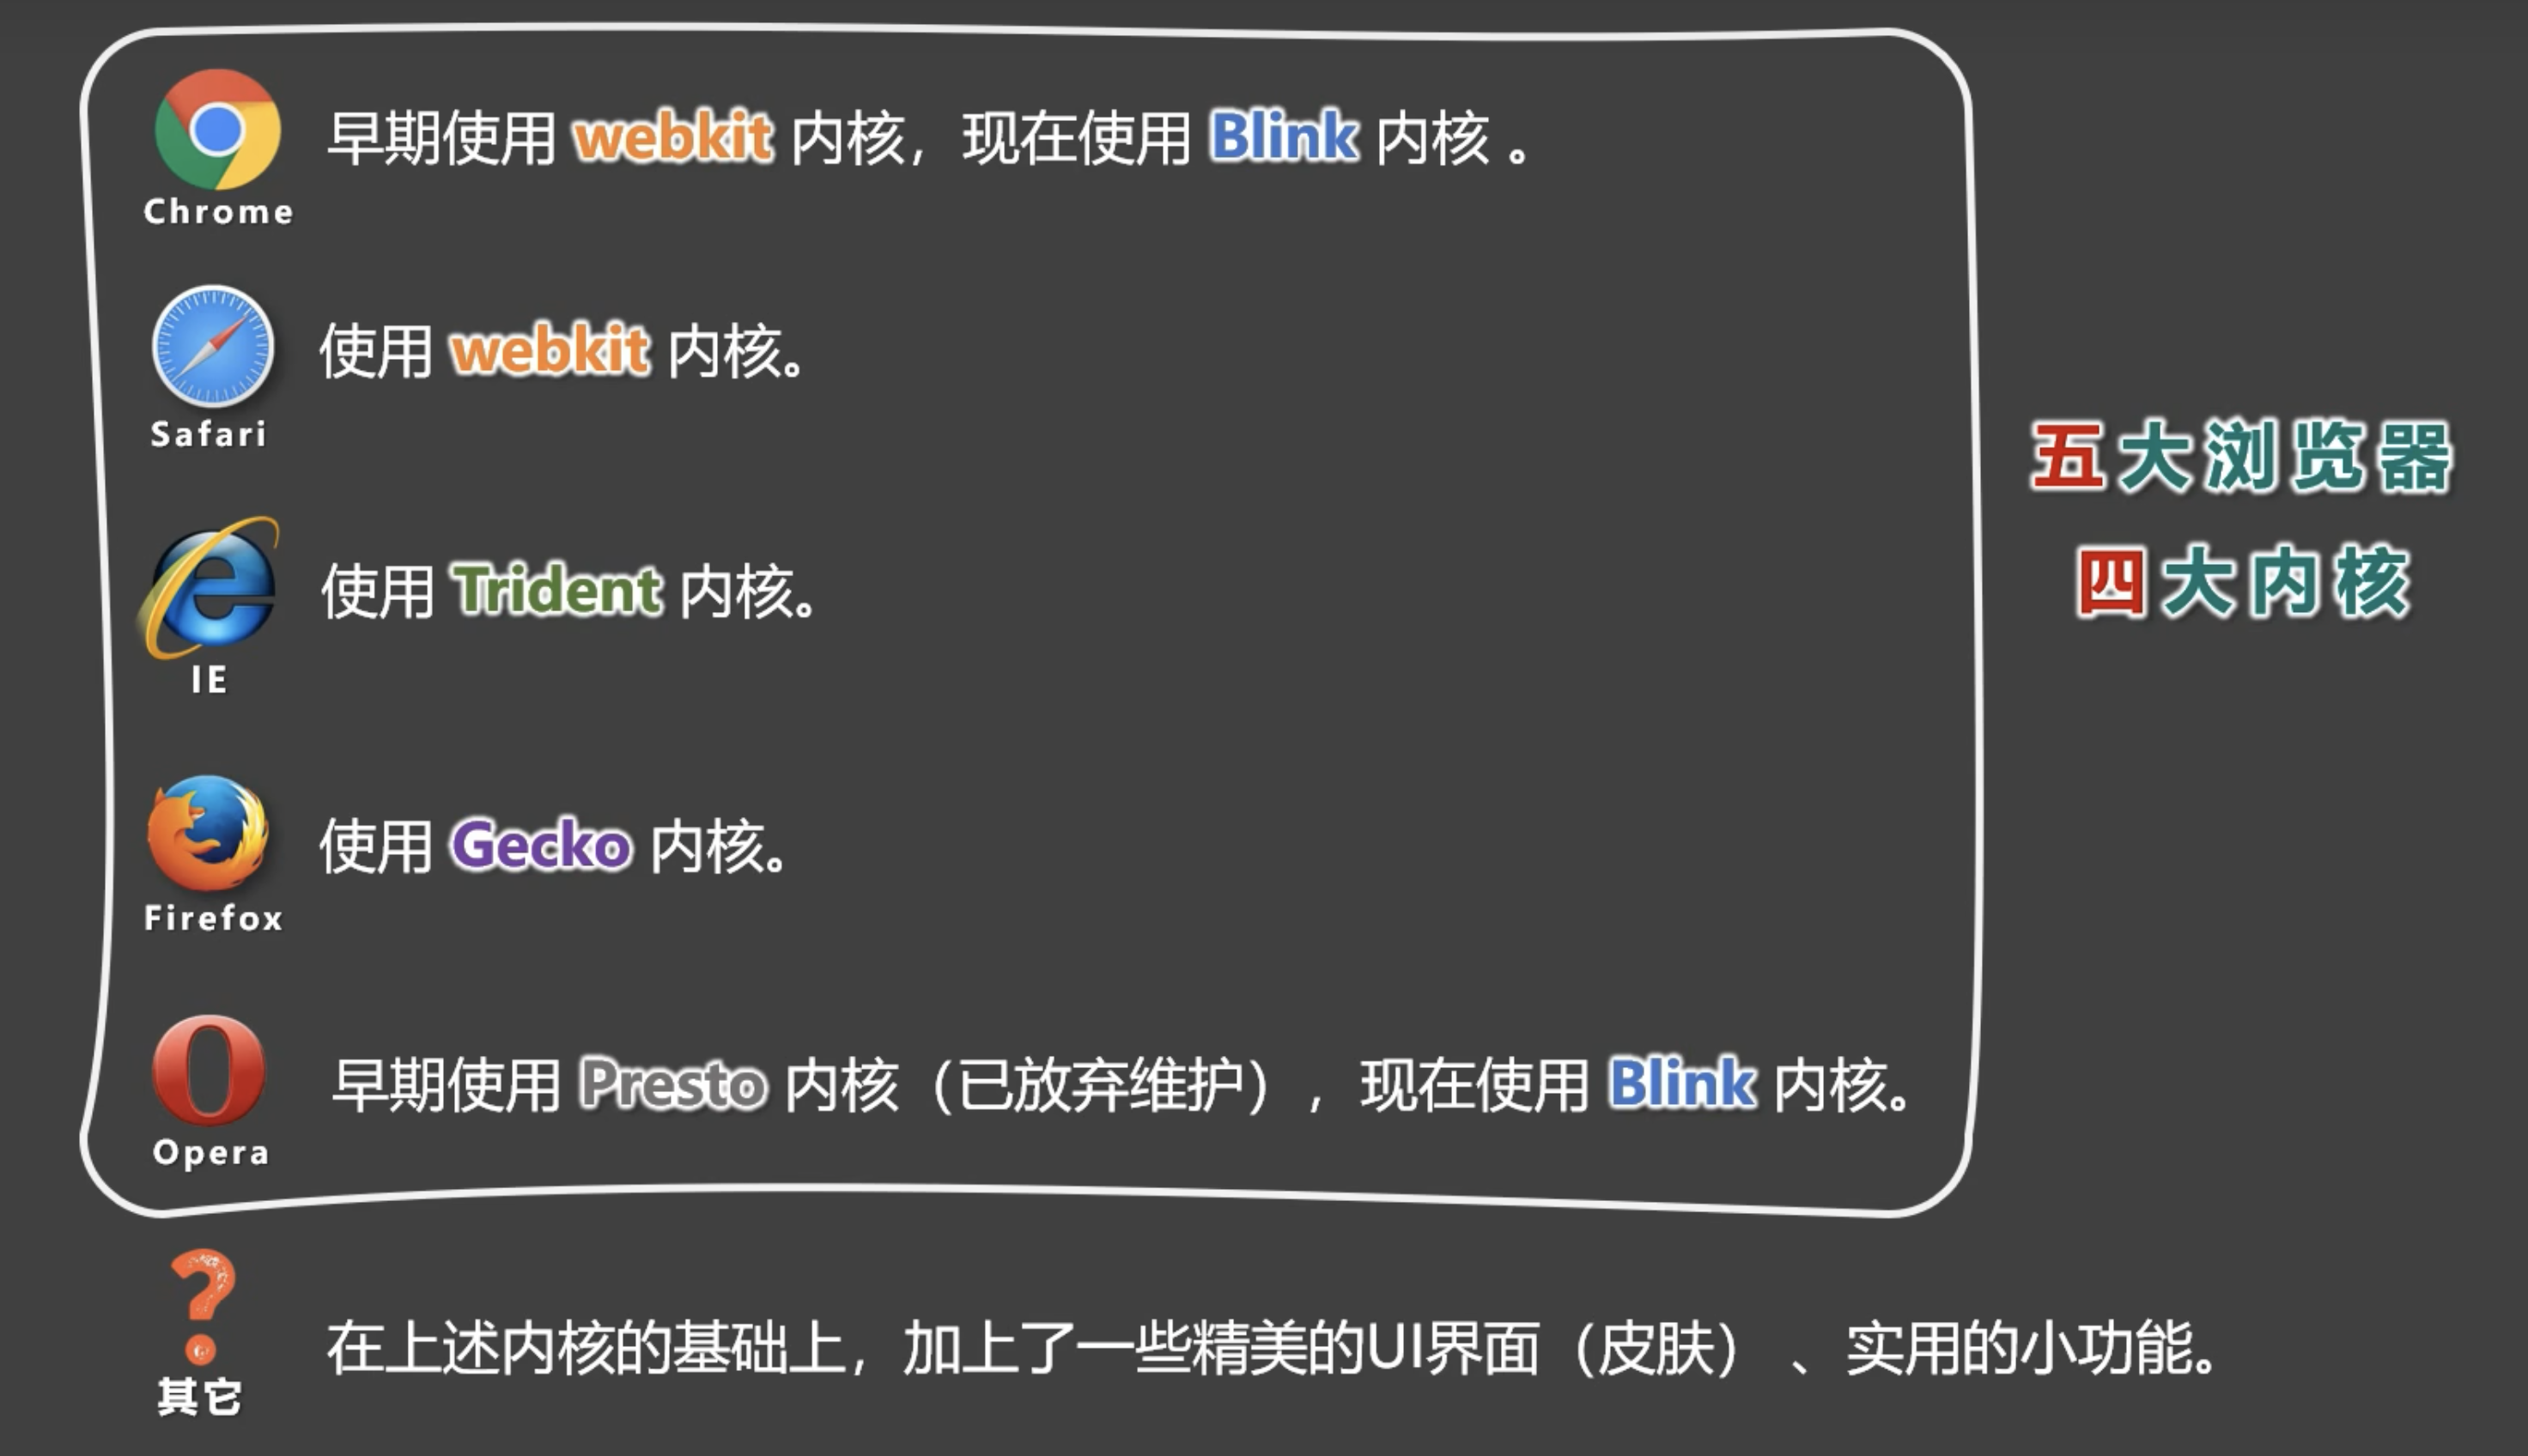 早期使用 webkit 内核，现在使用 Blink 内核 。
Chrome
使用 webkit 内核。
Safari
五大浏览器
四大内核
使用 Trident 内核。
IE
使用 Gecko 内核。
Firefox
早期使用 Presto 内核（已放弃维护），现在使用 Blink 内核。
Opera
在上述内核的基础上，加上了一些精美的UI界面（皮肤） 、实用的小功能。
其它